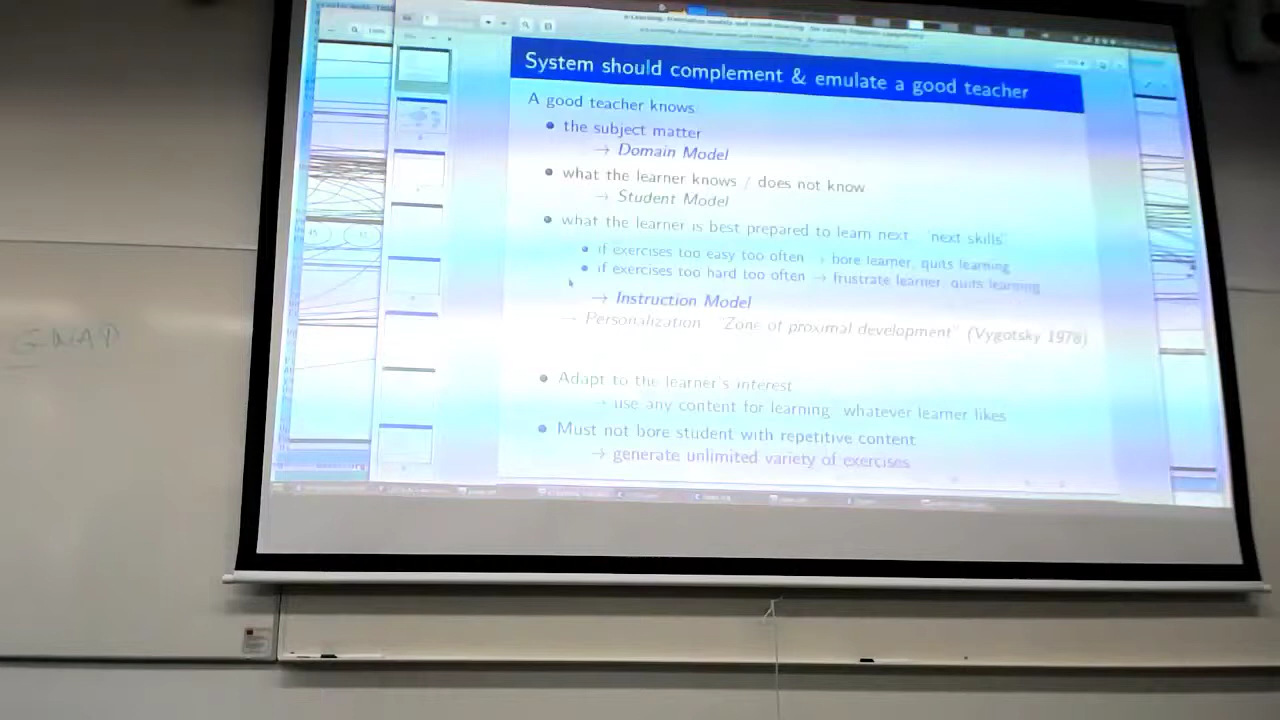 System should complement & emulate a good teacher
A good teacher knows:
• the subject matter
→ Domain Model
• what the learner knows / does not know
→ Student Model
• what the learner is best prepared to learn next "next skills"
• if exercises too easy too often → bore learner, quits learning
• if exercises too hard too often → frustrate learner, quits learning
→ Instruction Model
→ Personalization "Zone of proximal development" (Vygotsky 1978)
• Adapt to the learner's interest
→ use any content for learning whatever learner likes
• Must not bore student with repetitive content
→ generate unlimited variety of exercises